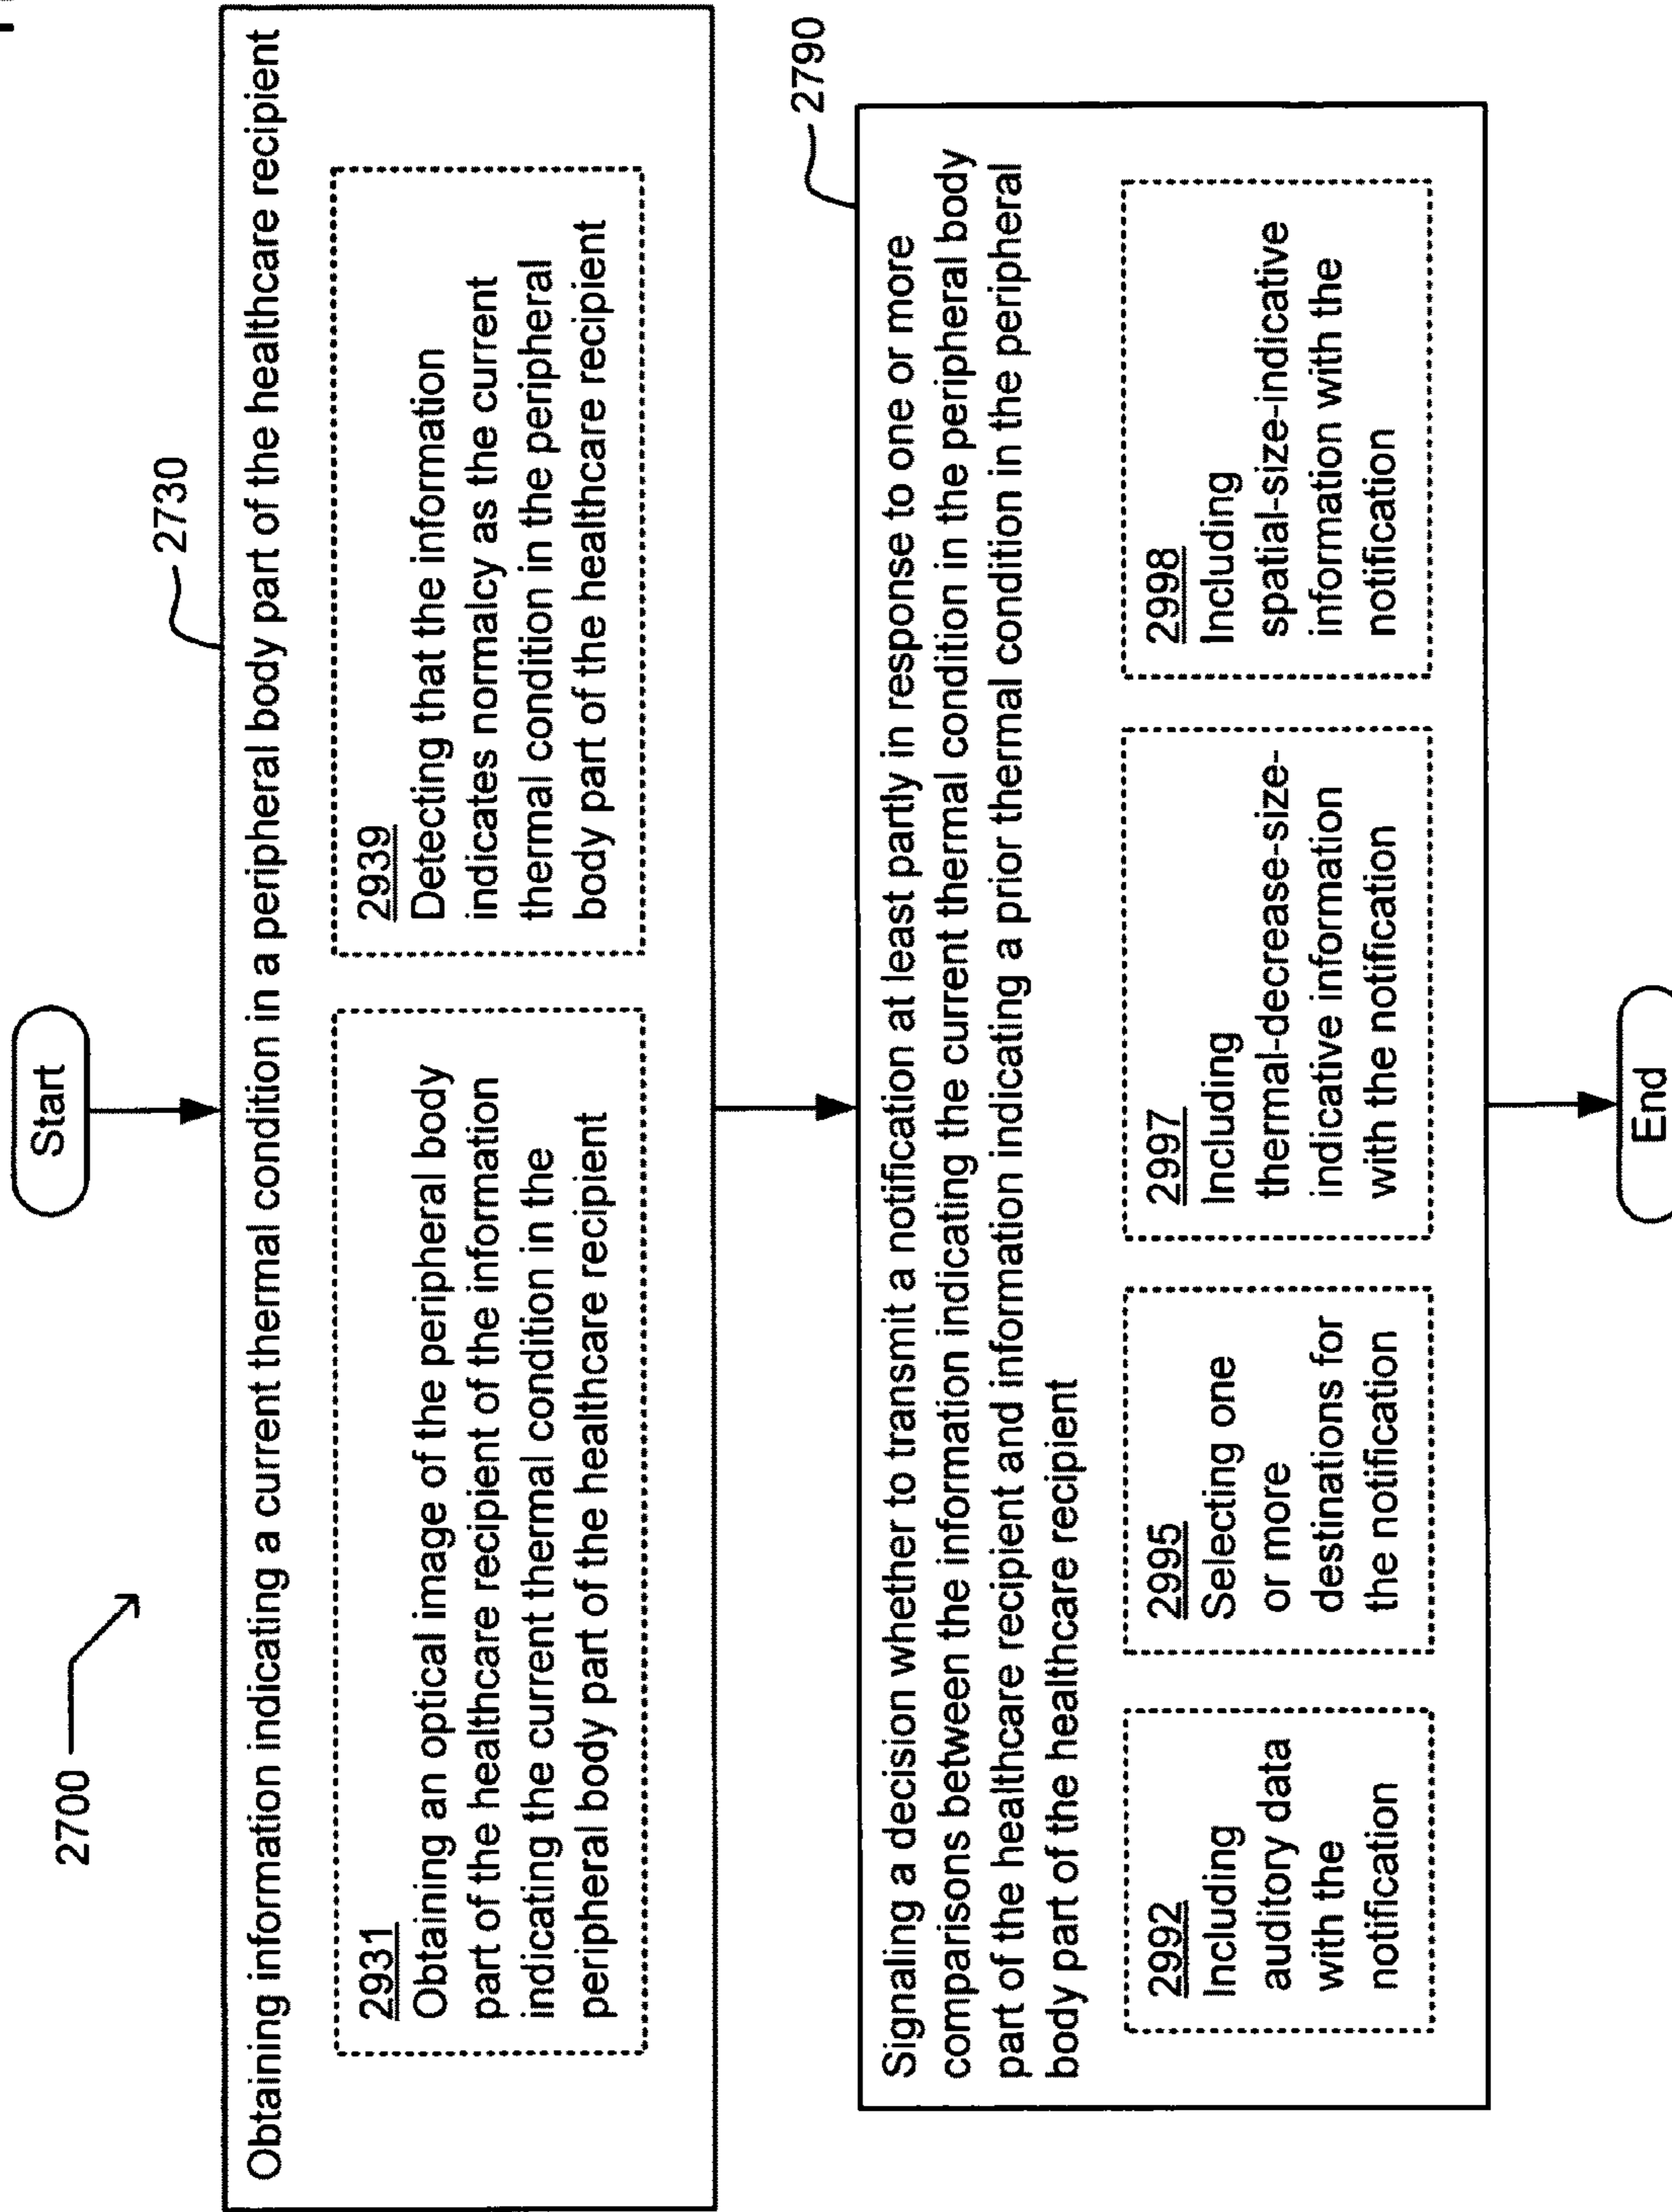 2700
Start
2730
Obtaining information indicating a current thermal condition in a peripheral body part of the healthcare recipient
2931
Obtaining an optical image of the peripheral body
part of the healthcare recipient of the information
indicating the current thermal condition in the
peripheral body part of the healthcare recipient
2939
Detecting that the information
indicates normalcy as the current
thermal condition in the peripheral
body part of the healthcare recipient
2790
Signaling a decision whether to transmit a notification at least partly in response to one or more
comparisons between the information indicating the current thermal condition in the peripheral body
part of the healthcare recipient and information indicating a prior thermal condition in the peripheral
body part of the healthcare recipient
2992
Including
auditory data
with the
notification
2995
Selecting one
or more
destinations for
the notification
2997
Including
thermal-decrease-size-
indicative information
with the notification
2998
Including
spatial-size-indicative
information with the
notification
End